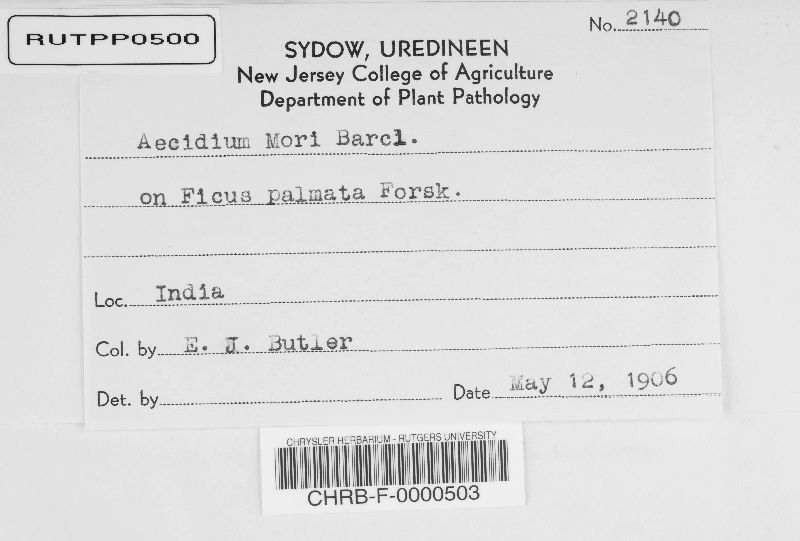 RUTPP0500
No. 2140
SYDOW, UREDINEEN
New Jersey College of Agriculture
Department of Plant Pathology
Aecidium Mori Barcl.
on Ficus palmata Forsk.
Loc. India
Col. by E. J. Butler
Det. by
Date May 12, 1906
CHRYSLER HERBARIUM - RUTGERS UNIVERSITY
CHRB-F-0000503